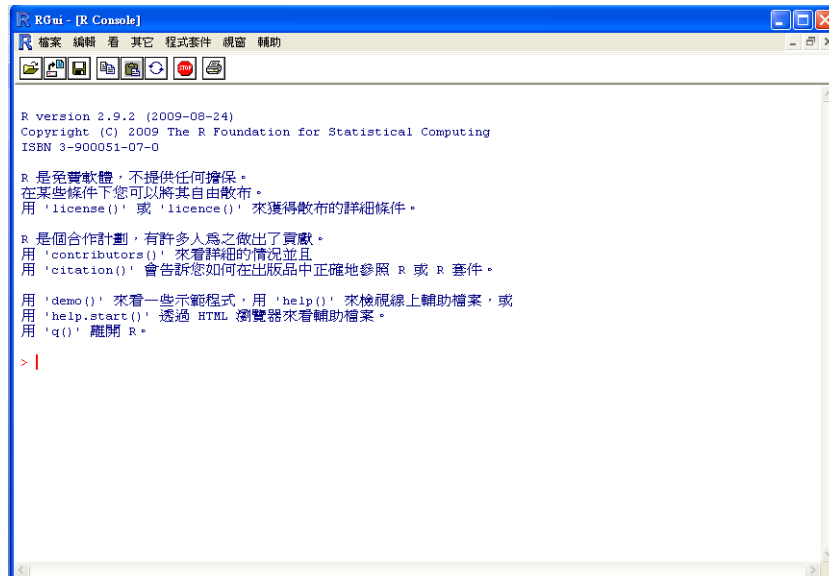 RGui - [R Console]
檔案 編輯 看 其它 程式套件 視窗 輔助
STOP
R version 2.9.2 (2009-08-24)
Copyright (C) 2009 The R Foundation for Statistical Computing
ISBN 3-900051-07-0
R 是免費軟體，不提供任何擔保。
在某些條件下您可以將其自由散布。
用 'license()' 或 'licence()' 來獲得散布的詳細條件。
R 是個合作計劃，有許多人為之做出了貢獻。
用 'contributors()' 來看詳細的情況並且
用 'citation()' 會告訴您如何在出版品中正確地參照 R 或 R 套件。
用 'demo()' 來看一些示範程式，用 'help()' 來檢視線上輔助檔案，或
用 'help.start()' 透過 HTML 瀏覽器來看輔助檔案。
用 'q()' 離開 R。
>